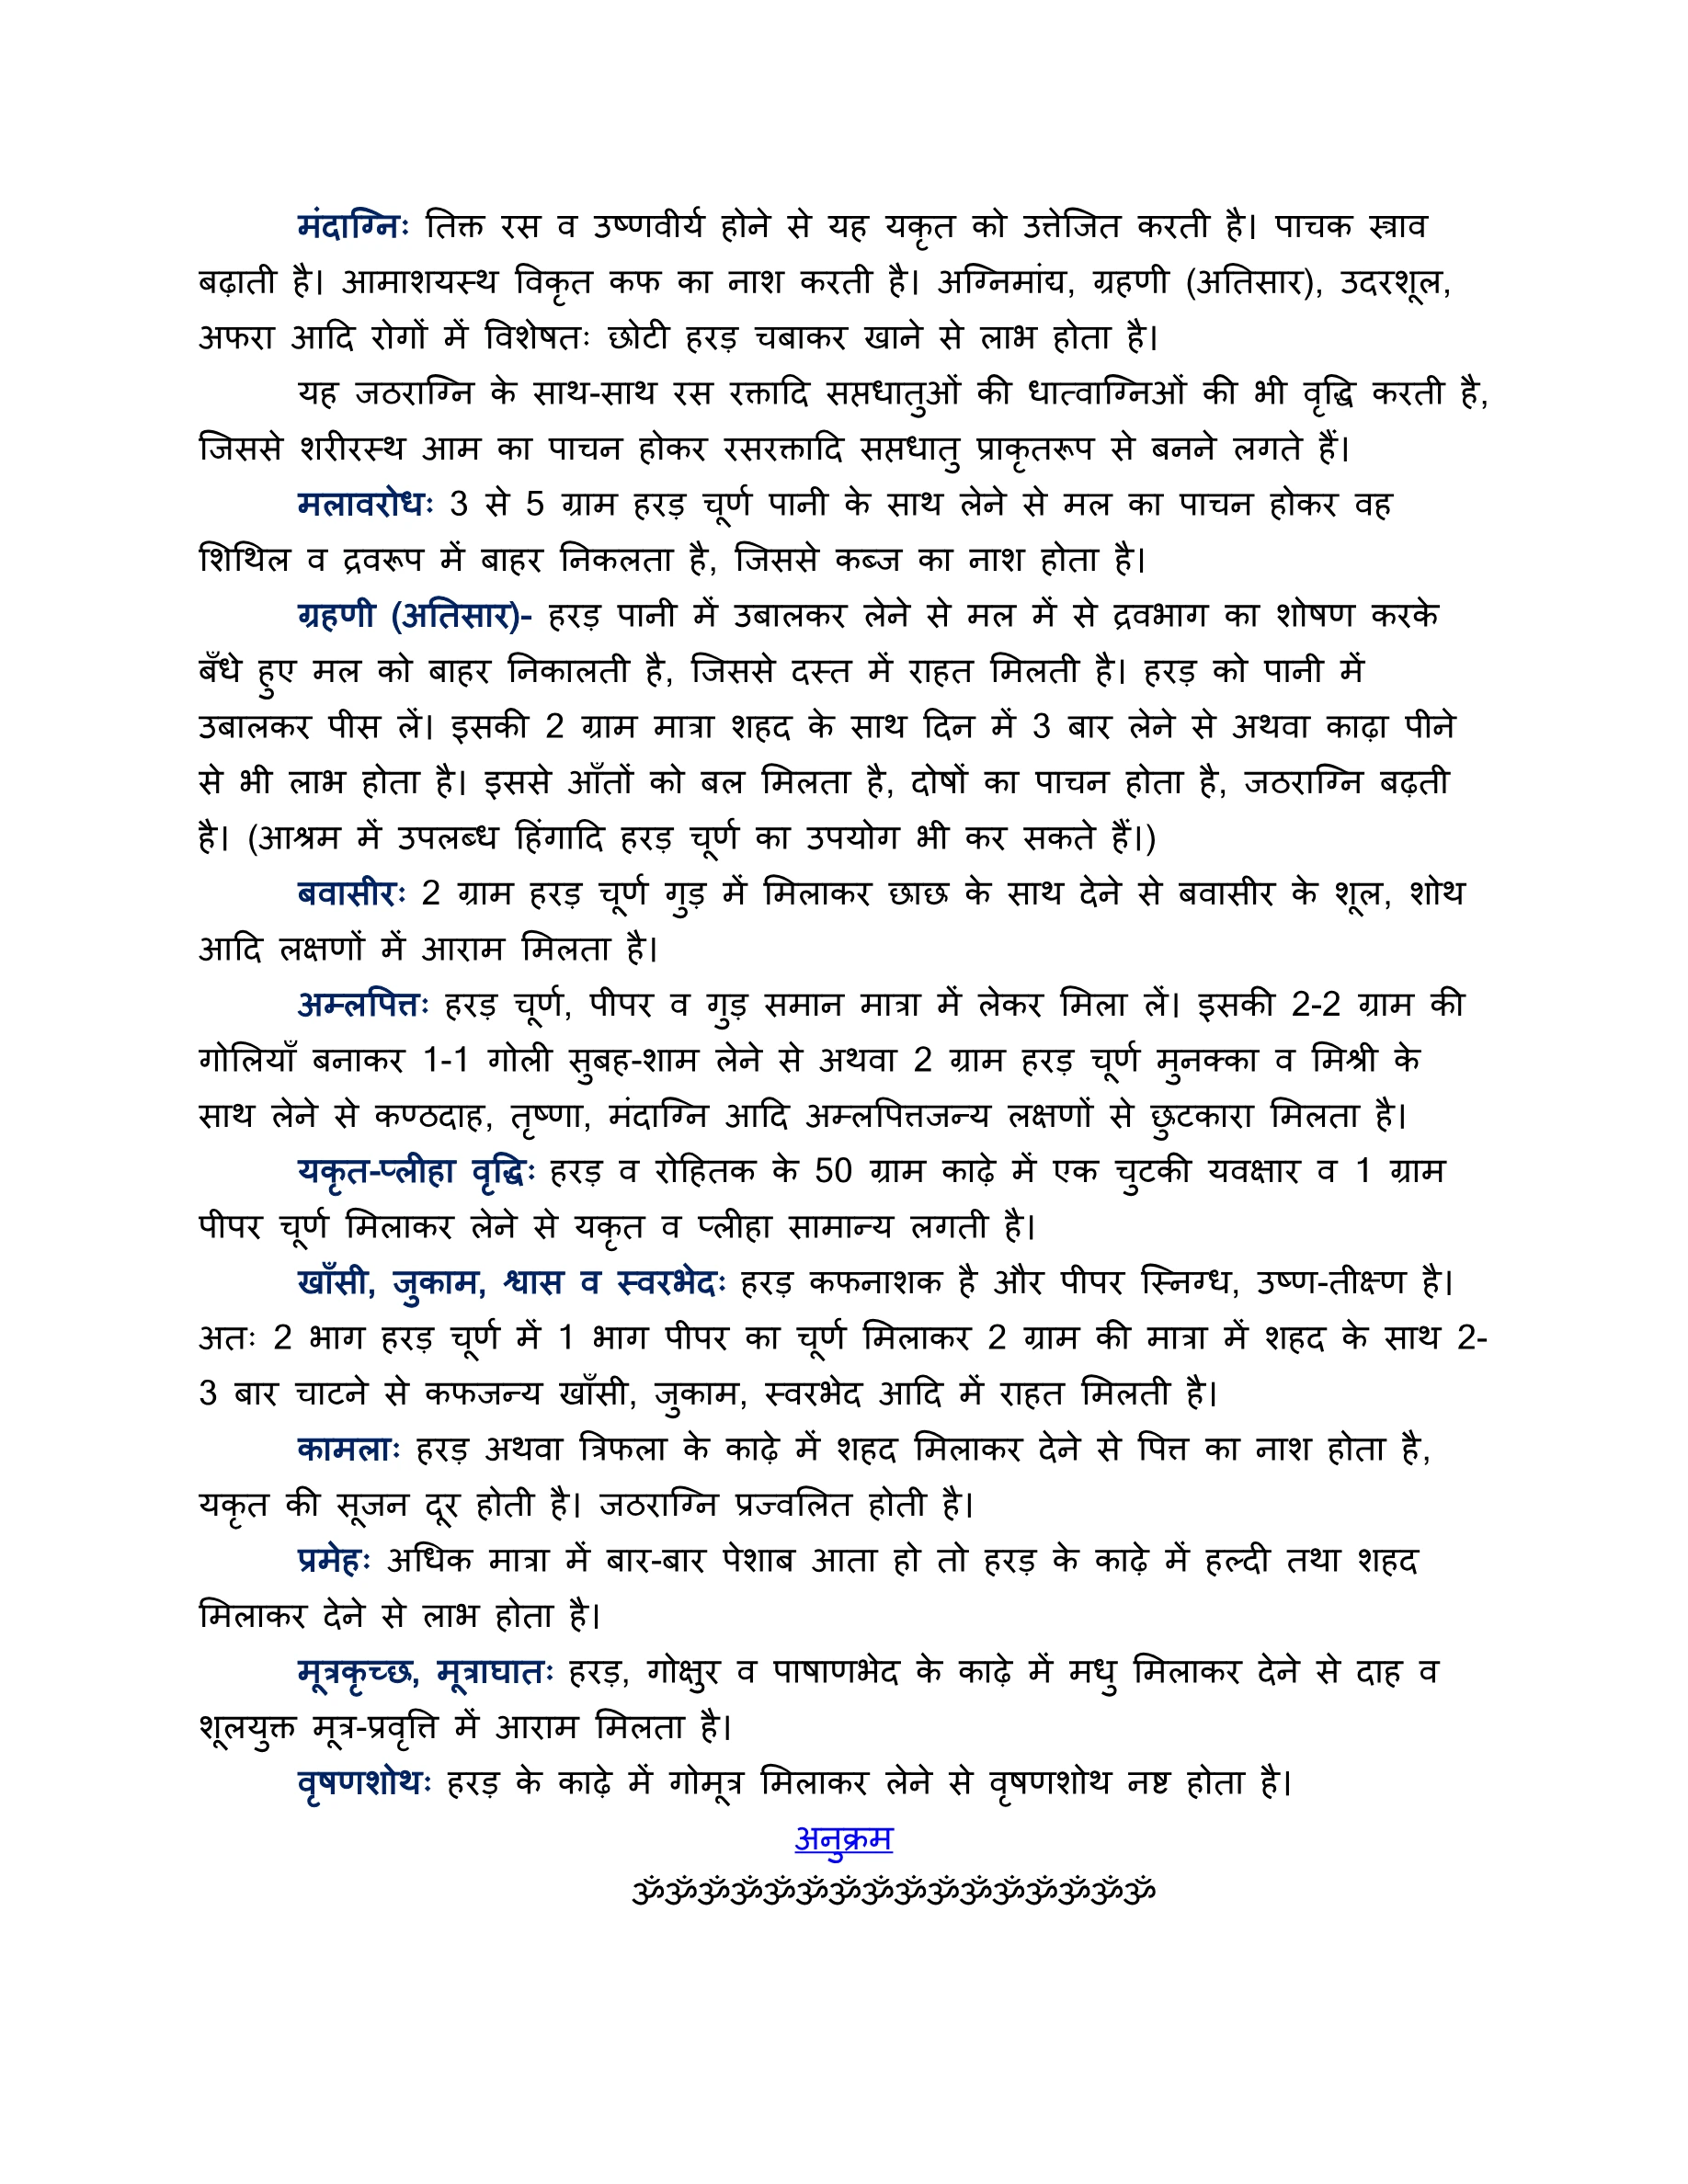 मंदाग्निः तिक्त रस व उष्णवीर्य होने से यह यकृत को उत्तेजित करती है। पाचक स्त्राव
बढ़ाती है। आमाशयस्थ विकृत कफ का नाश करती है। अग्निमांद्य, ग्रहणी (अतिसार), उदरशूल,
अफरा आदि रोगों में विशेषतः छोटी हरड़ चबाकर खाने से लाभ होता है।
यह जठराग्नि के साथ-साथ रस रक्तादि सप्तधातुओं की धात्वाग्निओं की भी वृद्धि करती है,
जिससे शरीरस्थ आम का पाचन होकर रसरक्तादि सप्तधातु प्राकृतरूप से बनने लगते हैं।
मलावरोधः 3 से 5 ग्राम हरड़ चूर्ण पानी के साथ लेने से मल का पाचन होकर वह
शिथिल व द्रवरूप में बाहर निकलता है, जिससे कब्ज का नाश होता है।
ग्रहणी (अतिसार)- हरड़ पानी में उबालकर लेने से मल में से द्रवभाग का शोषण करके
बँधे हुए मल को बाहर निकालती है, जिससे दस्त में राहत मिलती है। हरड़ को पानी में
उबालकर पीस लें। इसकी 2 ग्राम मात्रा शहद के साथ दिन में 3 बार लेने से अथवा काढ़ा पीने
से भी लाभ होता है। इससे आँतों को बल मिलता है, दोषों का पाचन होता है, जठराग्नि बढ़ती
है। (आश्रम में उपलब्ध हिंगादि हरड़ चूर्ण का उपयोग भी कर सकते हैं।)
बवासीरः 2 ग्राम हरड़ चूर्ण गुड़ में मिलाकर छाछ के साथ देने से बवासीर के शूल, शोथ
आदि लक्षणों में आराम मिलता है।
अम्लपित्तः हरड़ चूर्ण, पीपर व गुड़ समान मात्रा में लेकर मिला लें। इसकी 2-2 ग्राम की
गोलियाँ बनाकर 1-1 गोली सुबह-शाम लेने से अथवा 2 ग्राम हरड़ चूर्ण मुनक्का व मिश्री के
साथ लेने से कण्ठदाह, तृष्णा, मंदाग्नि आदि अम्लपित्तजन्य लक्षणों से छुटकारा मिलता है।
यकृत-प्लीहा वृद्धिः हरड़ व रोहितक के 50 ग्राम काढ़े में एक चुटकी यवक्षार व 1 ग्राम
पीपर चूर्ण मिलाकर लेने से यकृत व प्लीहा सामान्य लगती है।
खाँसी, जुकाम, श्वास व स्वरभेदः हरड़ कफनाशक है और पीपर स्निग्ध, उष्ण-तीक्ष्ण है।
अतः 2 भाग हरड़ चूर्ण में 1 भाग पीपर का चूर्ण मिलाकर 2 ग्राम की मात्रा में शहद के साथ 2-
3 बार चाटने से कफजन्य खाँसी, जुकाम, स्वरभेद आदि में राहत मिलती है।
कामलाः हरड़ अथवा त्रिफला के काढ़े में शहद मिलाकर देने से पित्त का नाश होता है,
यकृत की सूजन दूर होती है। जठराग्नि प्रज्वलित होती है।
प्रमेहः अधिक मात्रा में बार-बार पेशाब आता हो तो हरड़ के काढ़े में हल्दी तथा शहद
मिलाकर देने से लाभ होता है।
मूत्रकृच्छ, मूत्राघातः हरड़, गोक्षुर व पाषाणभेद के काढ़े में मधु मिलाकर देने से दाह व
शूलयुक्त मूत्र-प्रवृत्ति में आराम मिलता है।
वृषणशोथः हरड़ के काढ़े में गोमूत्र मिलाकर लेने से वृषणशोथ नष्ट होता है।
अनुक्रम
ॐॐॐॐॐॐॐॐॐॐॐॐॐॐॐॐ